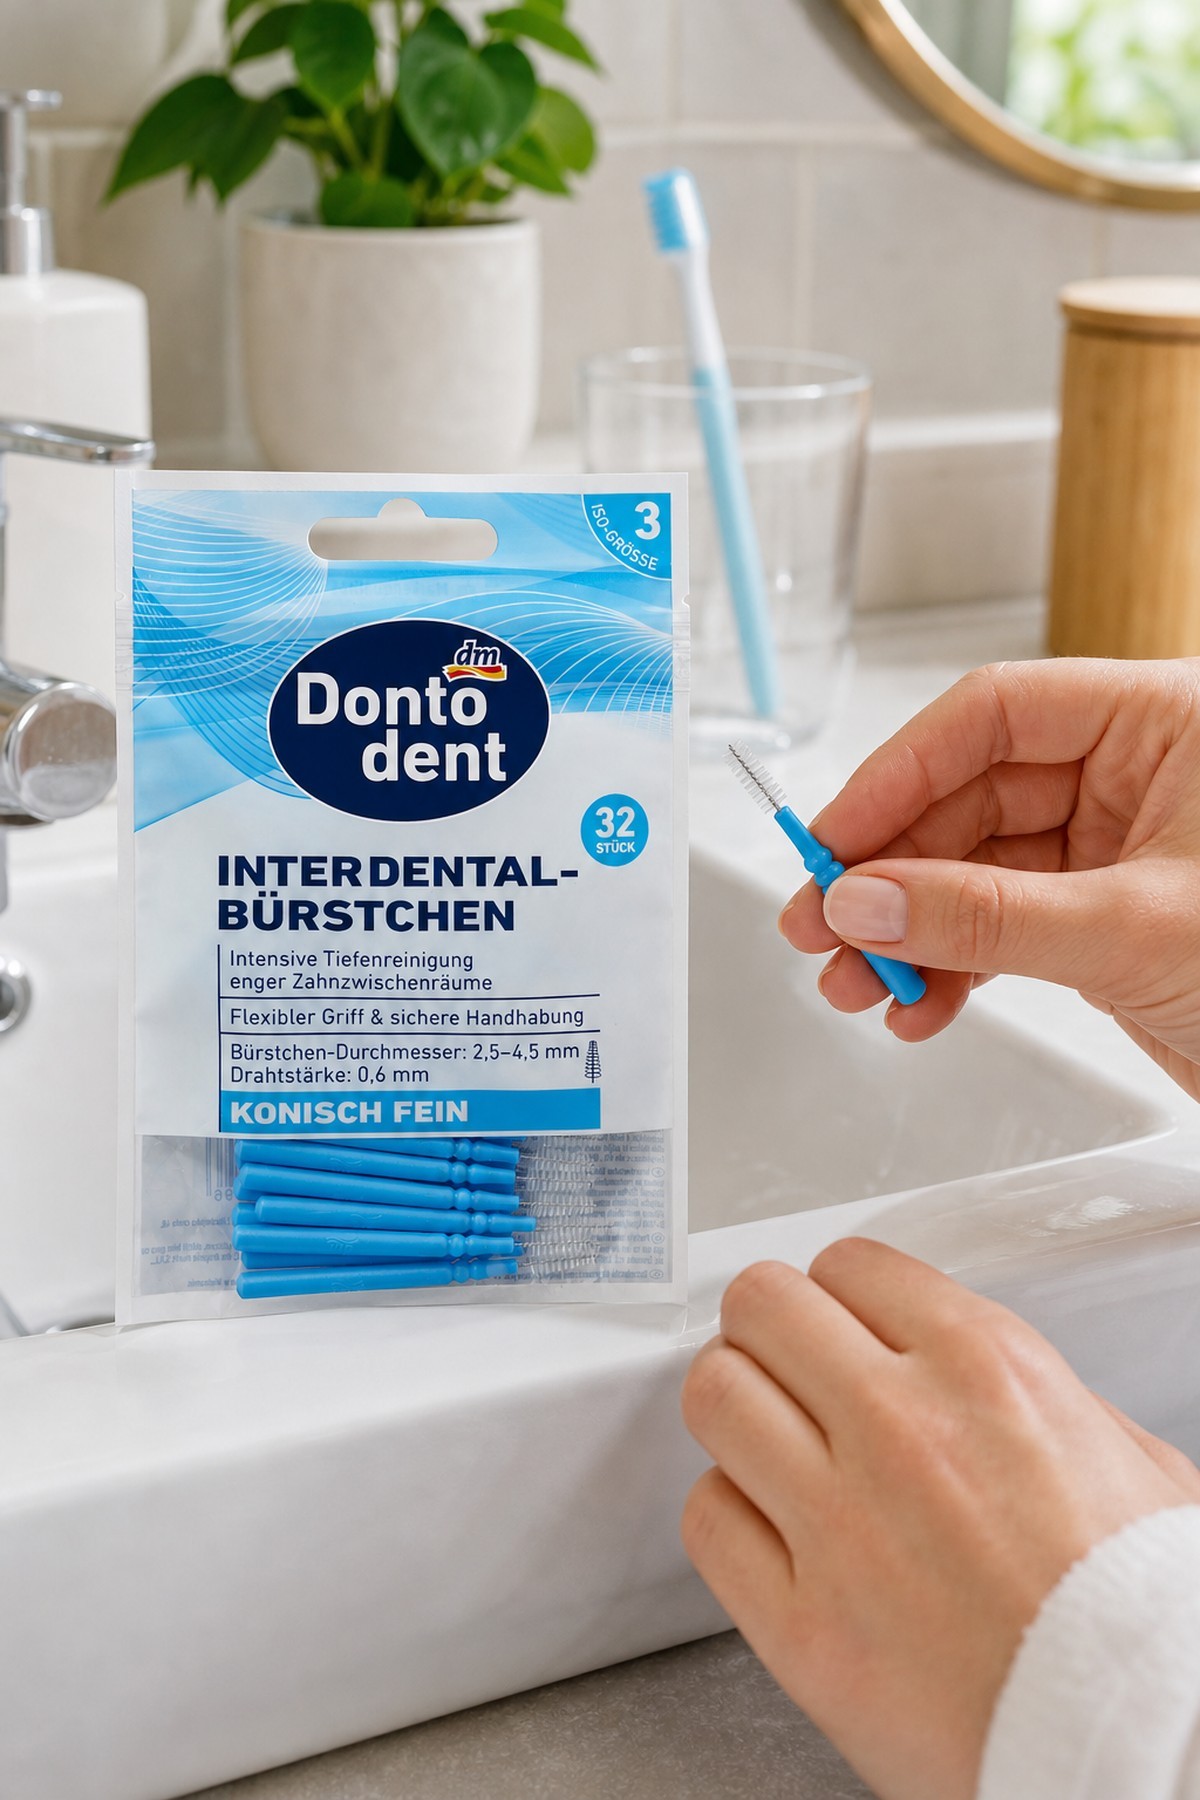 3
ISO-GRÖSSE
dm
Donto
dent
32
STÜCK
INTERDENTAL-
BÜRSTCHEN
Intensive Tiefenreinigung
enger Zahnzwischenräume
Flexibler Griff & sichere Handhabung
Bürstchen-Durchmesser: 2,5–4,5 mm
Drahtstärke: 0,6 mm
KONISCH FEIN